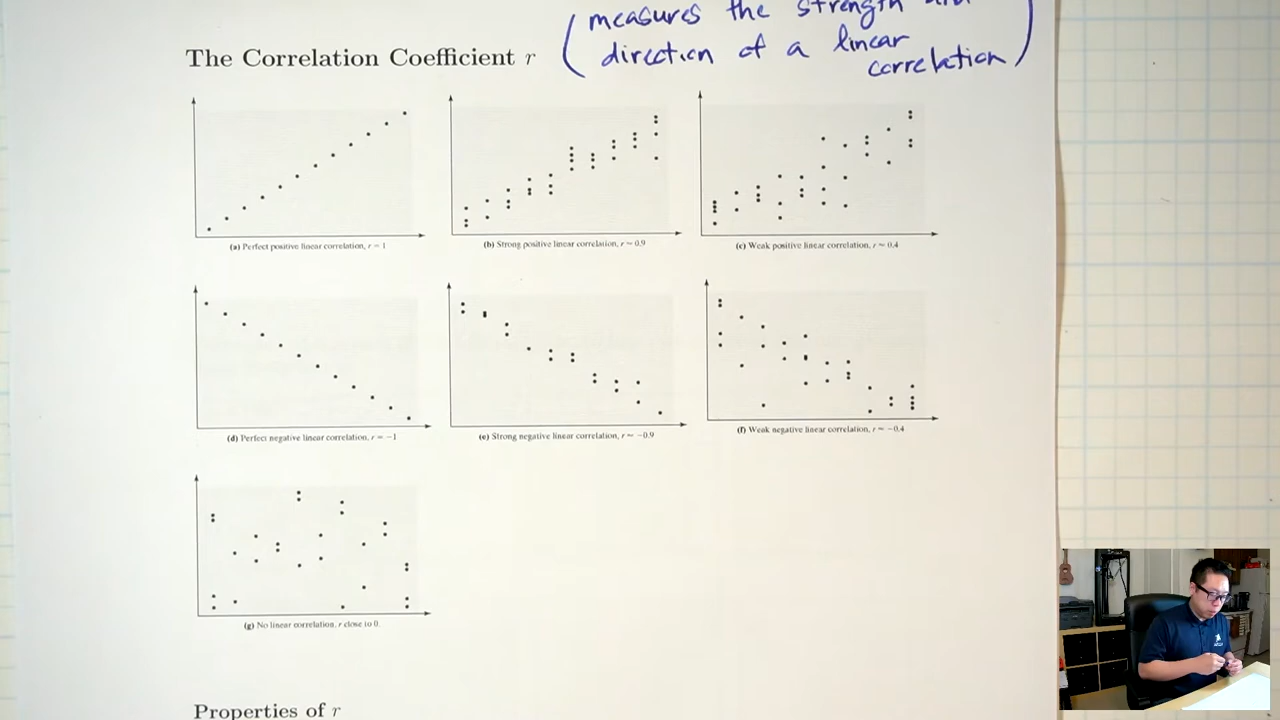 measures the strength and
The Correlation Coefficient r
direction of a linear
correlation
(a) Perfect positive linear correlation, r = 1
(b) Strong positive linear correlation, r ≈ 0.9
(c) Weak positive linear correlation, r ≈ 0.4
(d) Perfect negative linear correlation, r = −1
(e) Strong negative linear correlation, r ≈ −0.9
(f) Weak negative linear correlation, r ≈ −0.4
(g) No linear correlation, r close to 0.
Properties of r